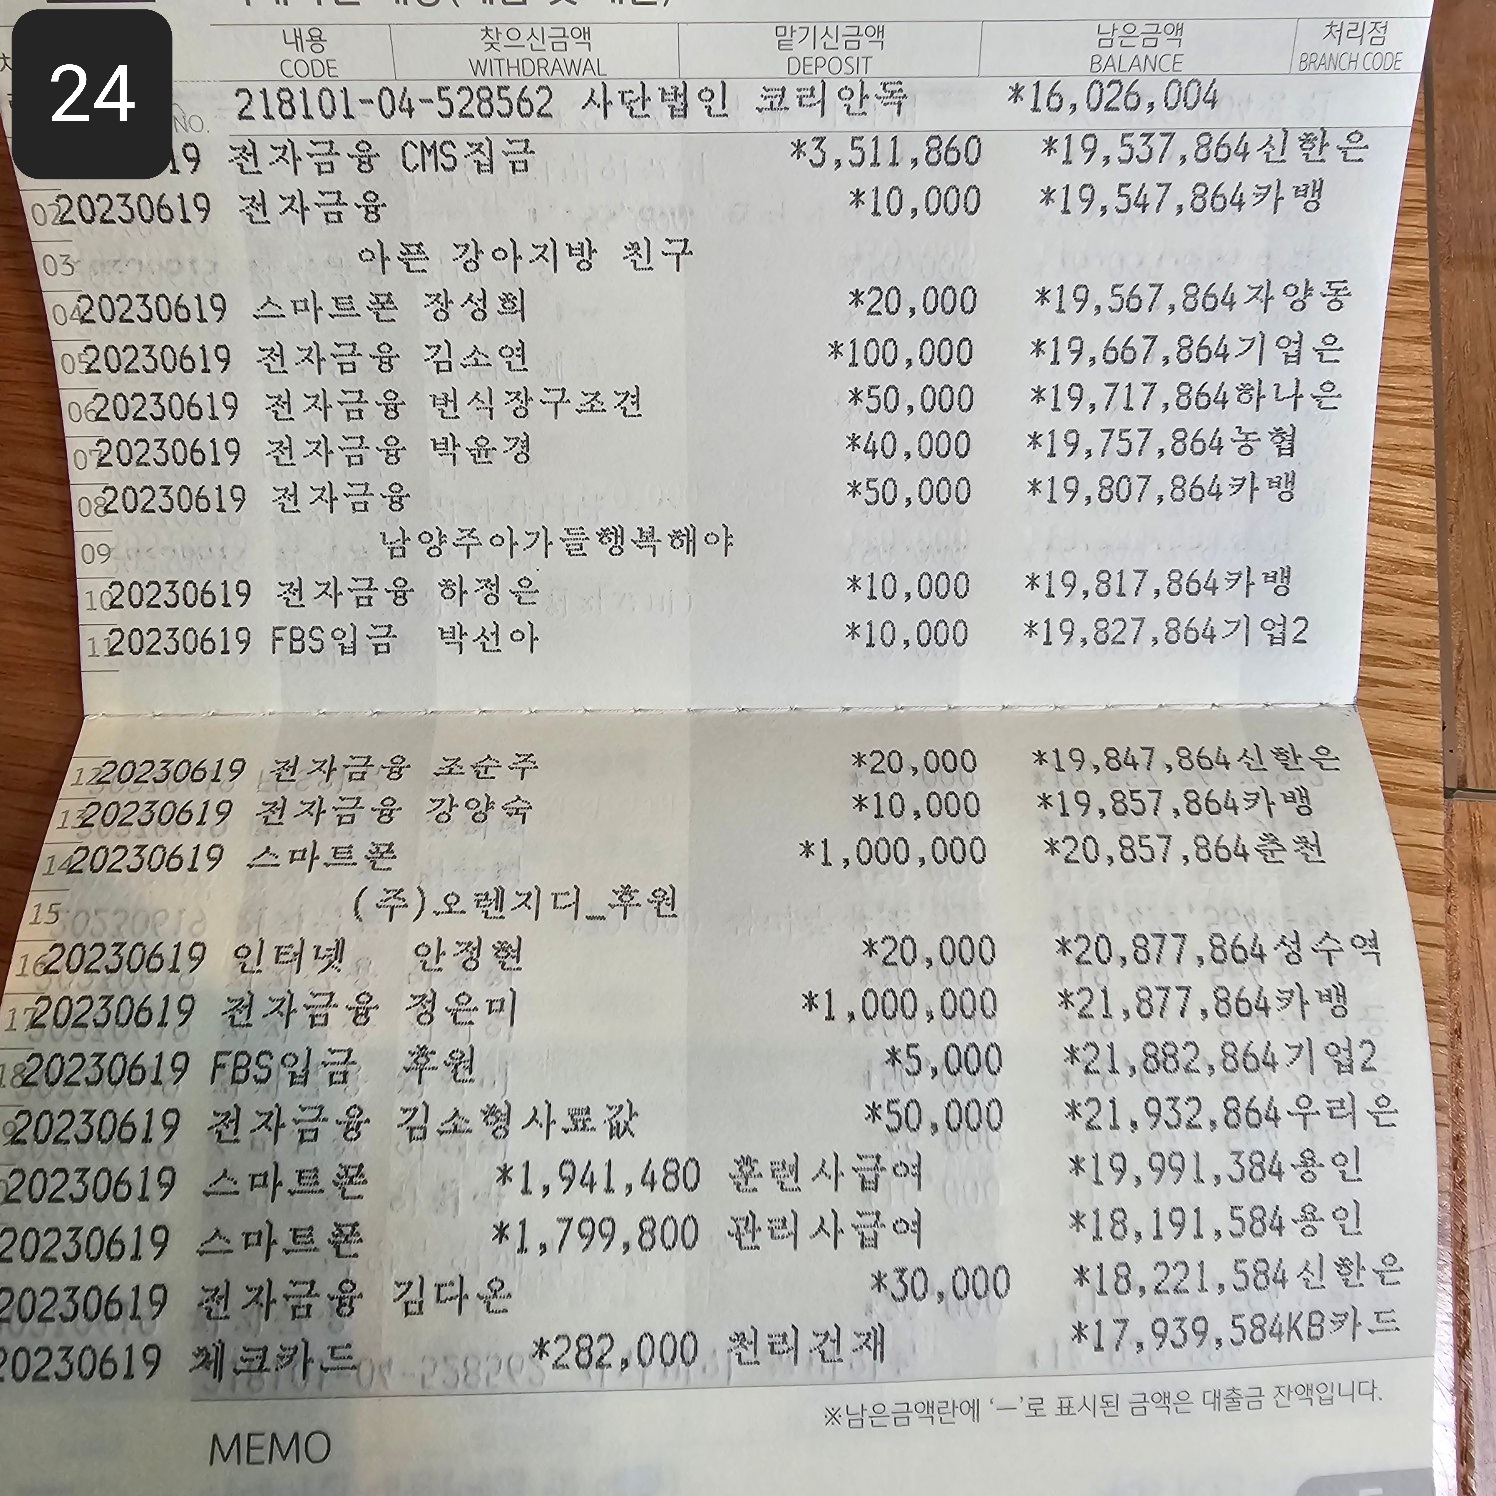 24
내용 찾으신금액 맡기신금액 남은금액 처리점
CODE WITHDRAWAL DEPOSIT BALANCE BRANCH CODE
NO. 218101-04-528562 사단법인 코리안독 *16,026,004
19 전자금융 CMS집금 *3,511,860 *19,537,864신한은
02 20230619 전자금융 *10,000 *19,547,864카뱅
03 아픈 강아지방 친구
04 20230619 스마트폰 장성희 *20,000 *19,567,864자양동
05 20230619 전자금융 김소연 *100,000 *19,667,864기업은
06 20230619 전자금융 번식장구조견 *50,000 *19,717,864하나은
07 20230619 전자금융 박윤경 *40,000 *19,757,864농협
08 20230619 전자금융 *50,000 *19,807,864카뱅
09 남양주아가들행복해야
10 20230619 전자금융 하정은 *10,000 *19,817,864카뱅
11 20230619 FBS입금 박선아 *10,000 *19,827,864기업2
12 20230619 전자금융 조순주 *20,000 *19,847,864신한은
13 20230619 전자금융 강양숙 *10,000 *19,857,864카뱅
14 20230619 스마트폰 *1,000,000 *20,857,864춘천
15 (주)오렌지디_후원
16 20230619 인터넷 안정현 *20,000 *20,877,864성수역
17 20230619 전자금융 정은미 *1,000,000 *21,877,864카뱅
18 20230619 FBS입금 후원 *5,000 *21,882,864기업2
9 20230619 전자금융 김소형사료값 *50,000 *21,932,864우리은
20230619 스마트폰 *1,941,480 훈련사급여 *19,991,384용인
20230619 스마트폰 *1,799,800 관리사급여 *18,191,584용인
20230619 전자금융 김다온 *30,000 *18,221,584신한은
20230619 체크카드 *282,000 천리건재 *17,939,584KB카드
※남은금액란에 ‘－’로 표시된 금액은 대출금 잔액입니다.
MEMO